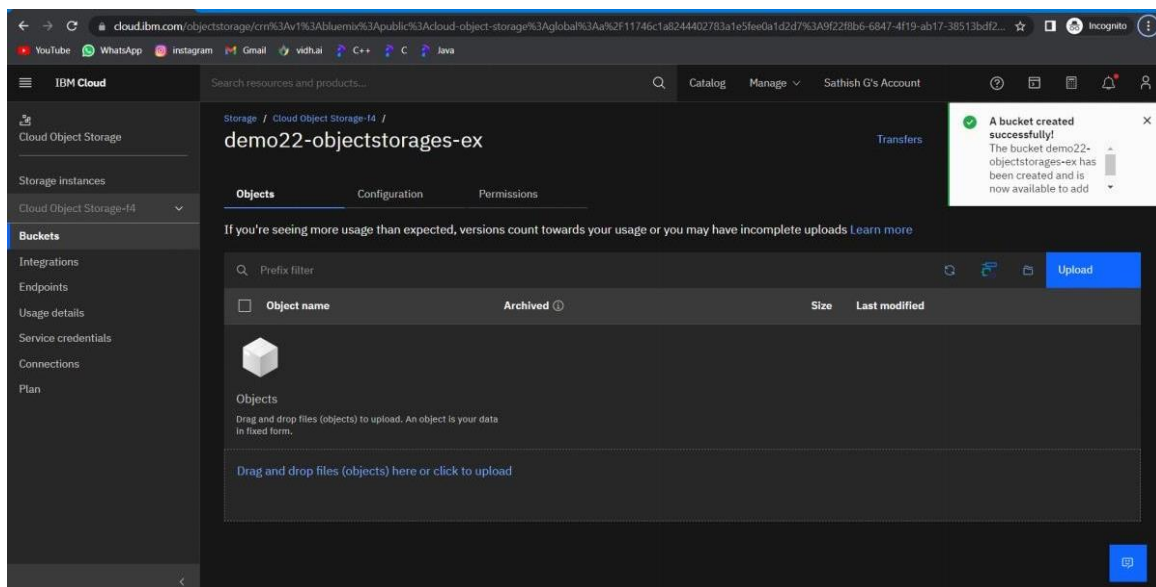 cloud.ibm.com/objectstorage/crn%3Av1%3Abluemix%3Apublic%3Acloud-object-storage%3Aglobal%3Aa%2F11746c1a8244402783a1e5fee0a1d2d7%3A9f22f8b6-6847-4f19-ab17-38513bdf2... Incognito
YouTube WhatsApp instagram Gmail vidh.ai C++ C Java
IBM Cloud Search resources and products... Catalog Manage Sathish G's Account
Cloud Object Storage
Storage instances
Cloud Object Storage-f4
Buckets
Integrations
Endpoints
Usage details
Service credentials
Connections
Plan
Storage / Cloud Object Storage-f4 /
demo22-objectstorages-ex
Transfers
A bucket created
successfully!
The bucket demo22-
objectstorages-ex has
been created and is
now available to add
Objects Configuration Permissions
If you're seeing more usage than expected, versions count towards your usage or you may have incomplete uploads Learn more
Prefix filter Upload
Object name Archived Size Last modified
Objects
Drag and drop files (objects) to upload. An object is your data
in fixed form.
Drag and drop files (objects) here or click to upload